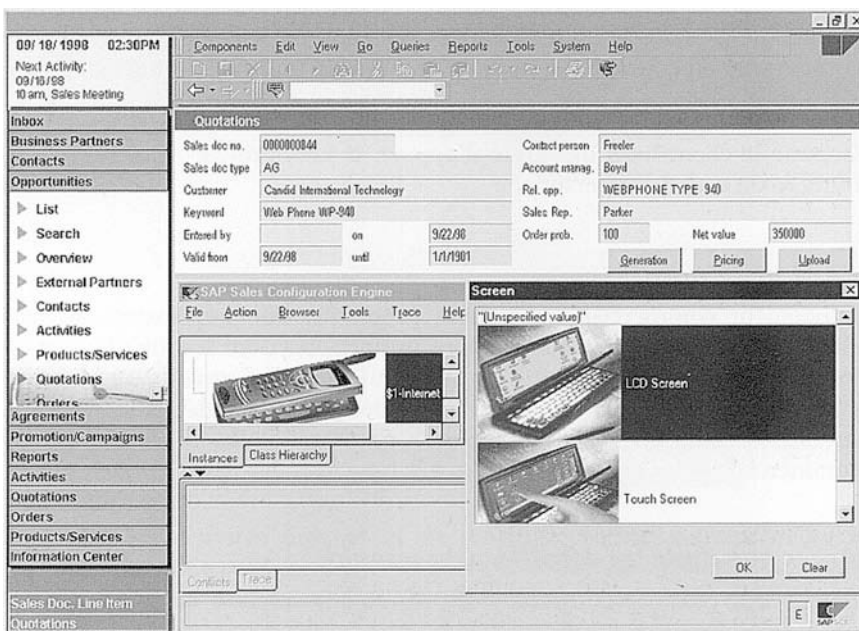 09/18/1998 02:30PM
Next Activity:
09/16/98
10 am, Sales Meeting
Inbox
Business Partners
Contacts
Opportunities
List
Search
Overview
External Partners
Contacts
Activities
Products/Services
Quotations
Orders
Agreements
Promotion/Campaigns
Reports
Activities
Quotations
Orders
Products/Services
Information Center
Sales Doc. Line Item
Quotations
Components Edit View Go Queries Reports Tools System Help
Quotations
Sales doc no. 0000000844 Contact person Freeler
Sales doc type AG Account manag. Boyd
Customer Candid International Technology Rel. opp. WEBPHONE TYPE 940
Keyword Web Phone WP-940 Sales Rep. Parker
Entered by on 9/22/98 Order prob. 100 Net value 350000
Valid from 9/22/98 until 1/1/1901 Generation Pricing Upload
SAP Sales Configuration Engine
File Action Browser Tools Trace Help
$1-Internet
Instances Class Hierarchy
Conflicts Trace
Screen
"(Unspecified value)"
LCD Screen
Touch Screen
OK Clear
E
SAP